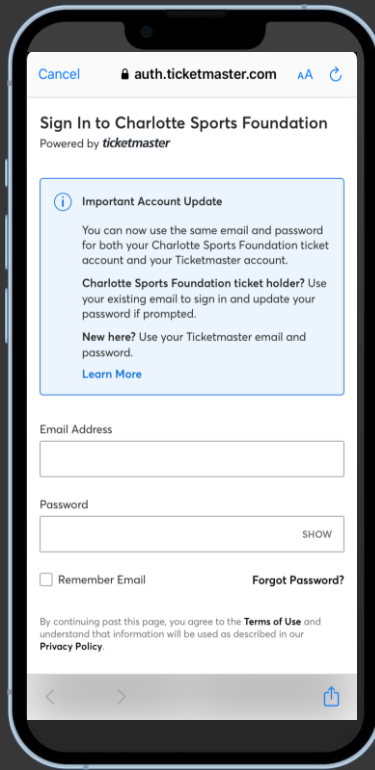 Cancel auth.ticketmaster.com AA
Sign In to Charlotte Sports Foundation
Powered by ticketmaster
Important Account Update
You can now use the same email and password
for both your Charlotte Sports Foundation ticket
account and your Ticketmaster account.
Charlotte Sports Foundation ticket holder? Use
your existing email to sign in and update your
password if prompted.
New here? Use your Ticketmaster email and
password.
Learn More
Email Address
Password
SHOW
Remember Email Forgot Password?
By continuing past this page, you agree to the Terms of Use and
understand that information will be used as described in our
Privacy Policy.